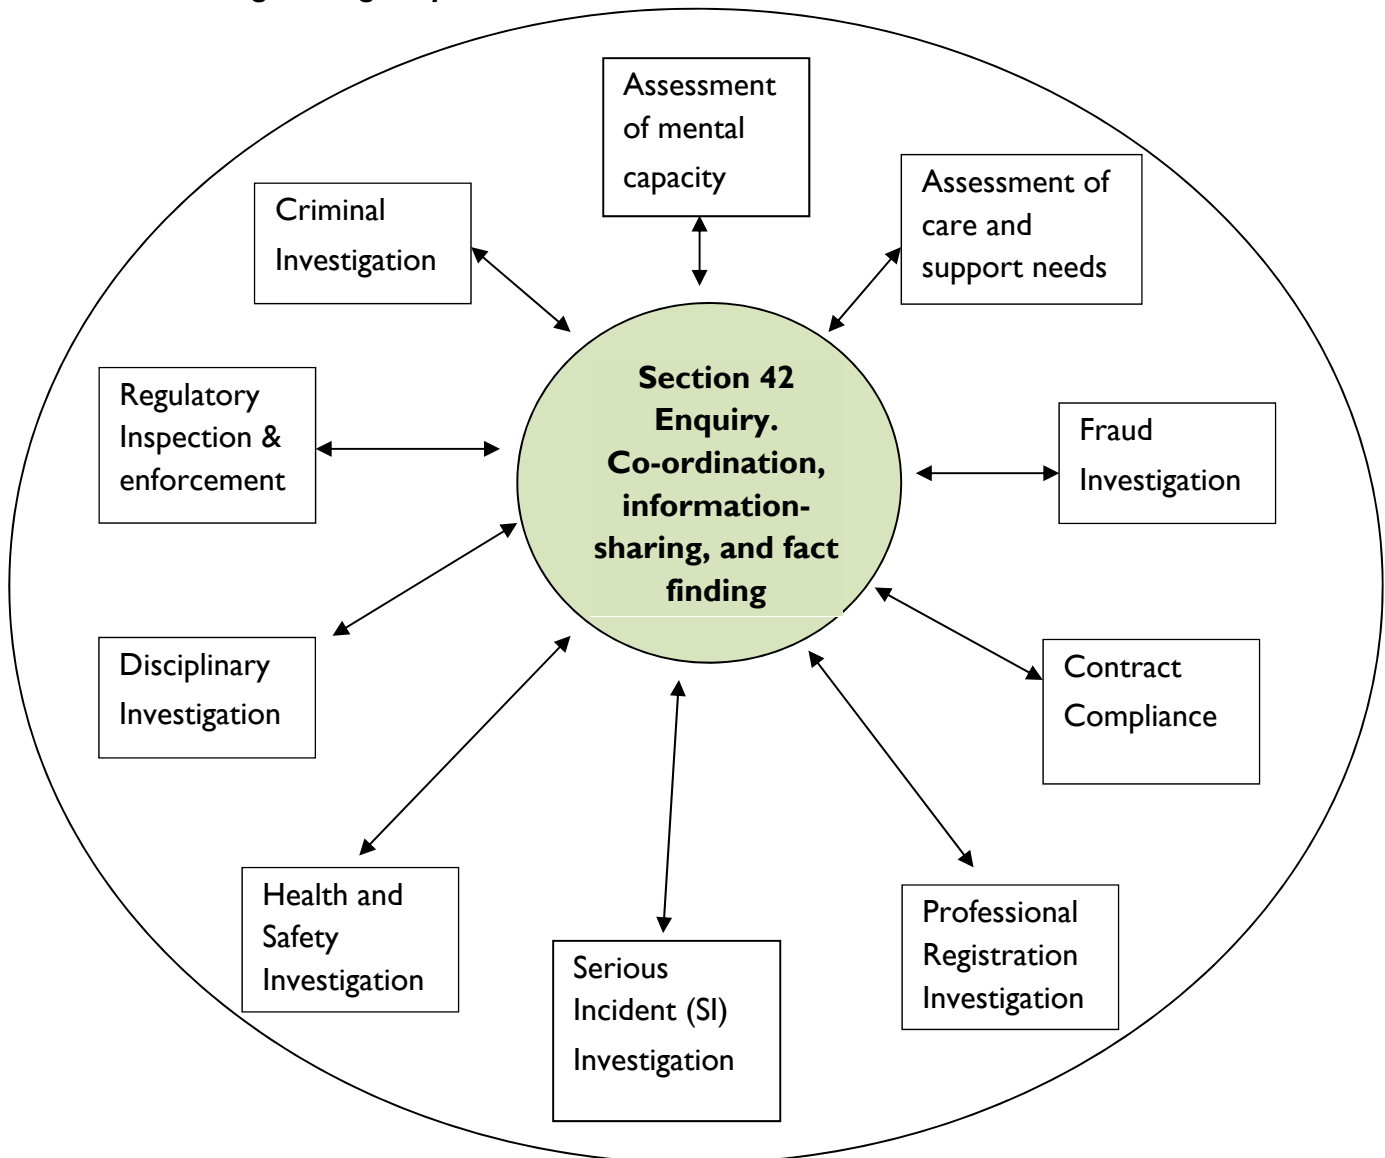 Assessment
of mental
capacity
Assessment of
care and
support needs
Criminal
Investigation
Regulatory
Inspection &
enforcement
Section 42
Enquiry.
Co-ordination,
information-
sharing, and fact
finding
Fraud
Investigation
Disciplinary
Investigation
Contract
Compliance
Health and
Safety
Investigation
Serious
Incident (SI)
Investigation
Professional
Registration
Investigation